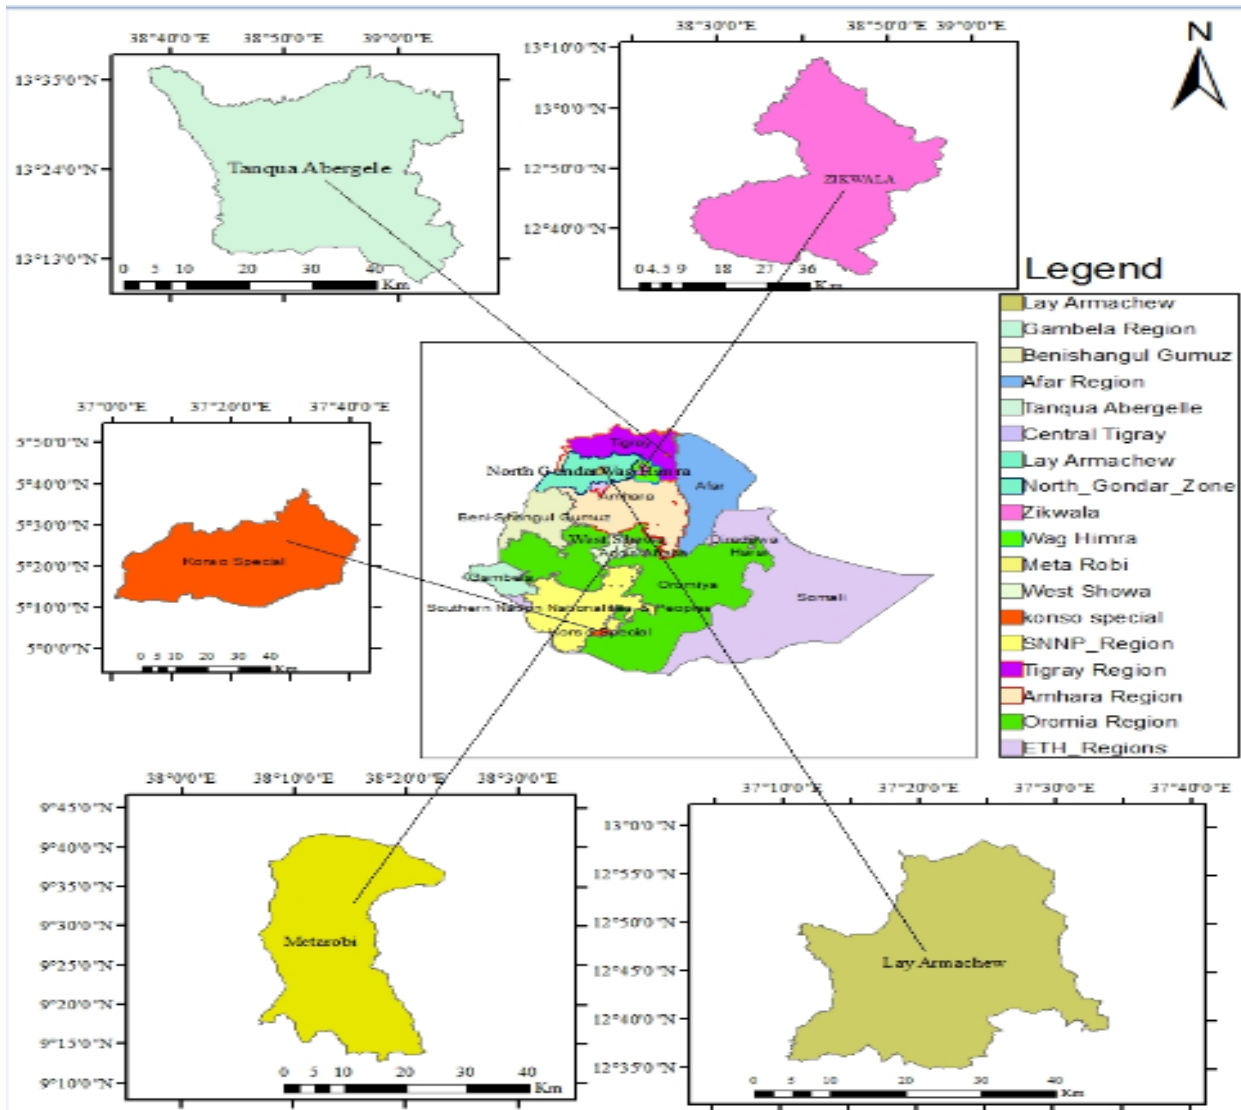 38°40'0"E 38°50'0"E 39°0'0"E
13°35'0"N
13°24'0"N
13°13'0"N
Tanqua Abergele
0 5 10 20 30 40
Km
38°30'0"E 38°50'0"E 39°0'0"E
13°10'0"N
13°0'0"N
12°50'0"N
12°40'0"N
ZIKWALA
0 4.5 9 18 27 36
Km
N
Legend
Lay Armachew
Gambela Region
Benishangul Gumuz
Afar Region
Tanqua Abergelle
Central Tigray
Lay Armachew
North_Gondar_Zone
Zikwala
Wag Himra
Meta Robi
West Showa
konso special
SNNP_Region
Tigray Region
Amhara Region
Oromia Region
ETH_Regions
37°0'0"E 37°20'0"E 37°40'0"E
5°50'0"N
5°40'0"N
5°30'0"N
5°20'0"N
5°10'0"N
5°0'0"N
Konso Special
0 5 10 20 30 40
Km
Tigray
North Gondar Wag Himra
Afar
Amhara
Beni-Shangul Gumuz
West Showa
Gambela
Oromiya
Somali
Konso Special
38°0'0"E 38°10'0"E 38°20'0"E 38°30'0"E
9°45'0"N
9°40'0"N
9°35'0"N
9°30'0"N
9°25'0"N
9°20'0"N
9°15'0"N
9°10'0"N
Metarobi
0 5 10 20 30 40
Km
37°10'0"E 37°20'0"E 37°30'0"E 37°40'0"E
13°0'0"N
12°55'0"N
12°50'0"N
12°45'0"N
12°40'0"N
12°35'0"N
Lay Armachew
0 5 10 20 30 40
Km